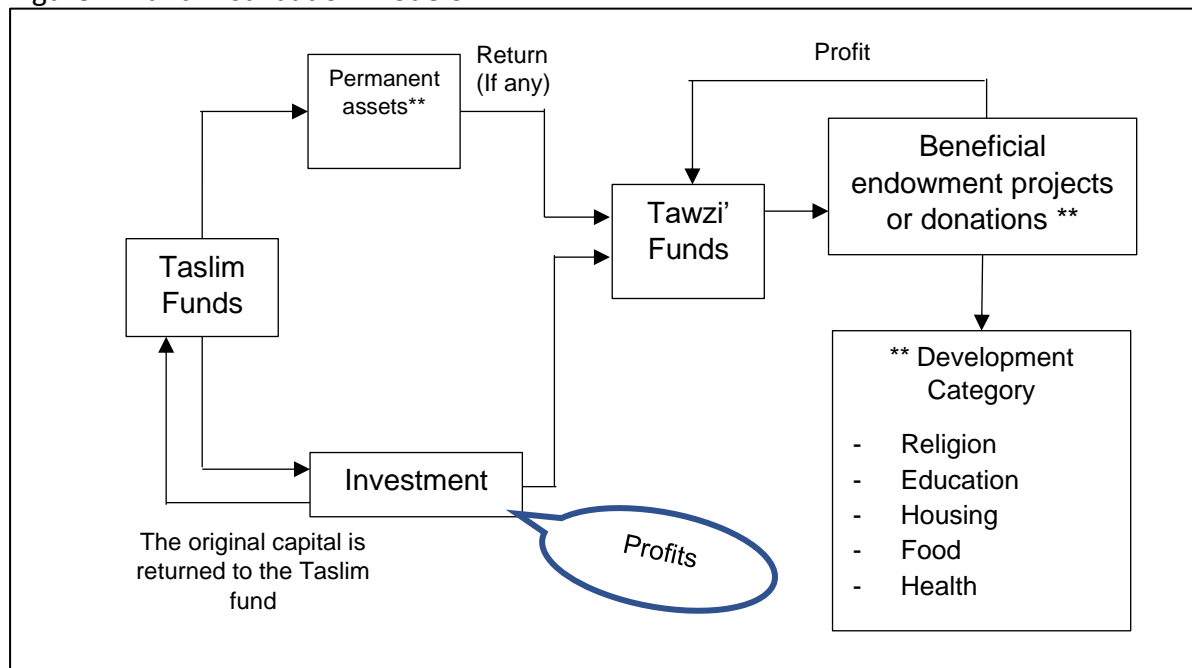 Return
(If any)
Profit
Permanent
assets**
Beneficial
endowment projects
or donations **
Tawzi’
Funds
Taslim
Funds
** Development
Category
- Religion
- Education
- Housing
- Food
- Health
Investment
Profits
The original capital is
returned to the Taslim
fund